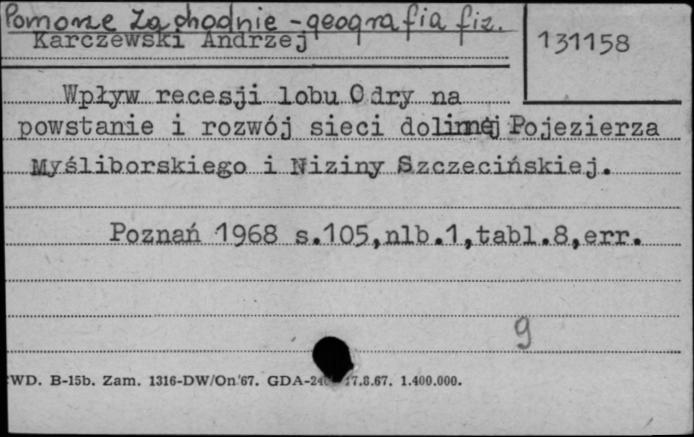 Pomorze Zachodnie - geografia fiz.
Karczewski Andrzej
131158
Wpływ recesji lobu Odry na
powstanie i rozwój sieci dolinnej Pojezierza
Myśliborskiego i Niziny Szczecińskiej.
Poznań 1968 s.105,nlb.1,tabl.8,err.
9
WD. B-15b. Zam. 1316-DW/On/67. GDA-24 17.8.67. 1.400.000.